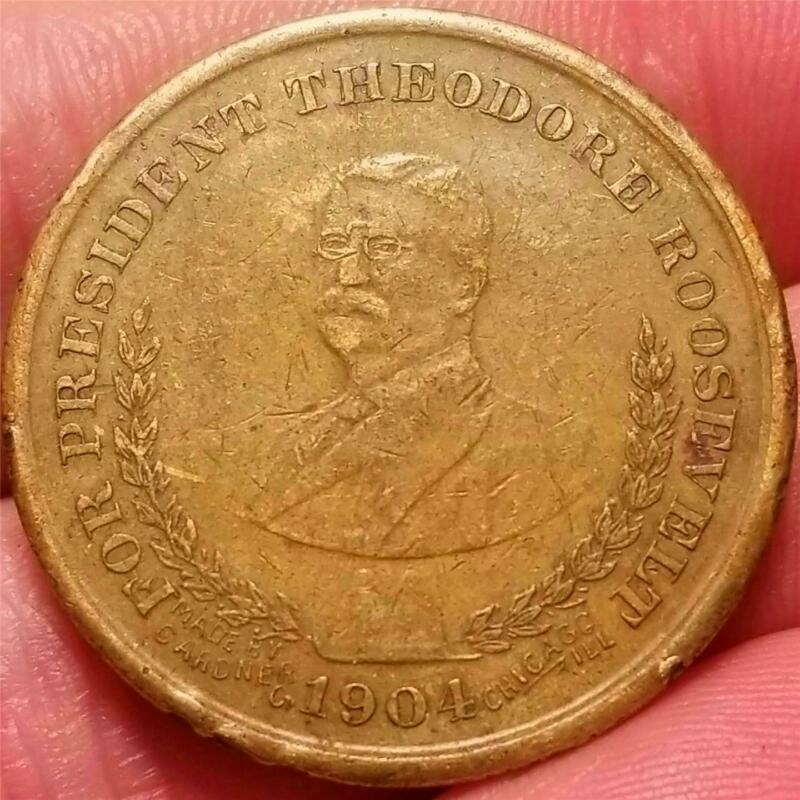 FOR PRESIDENT THEODORE ROOSEVELT
MADE BY
GARDNER
1904
CHICAGO
ILL